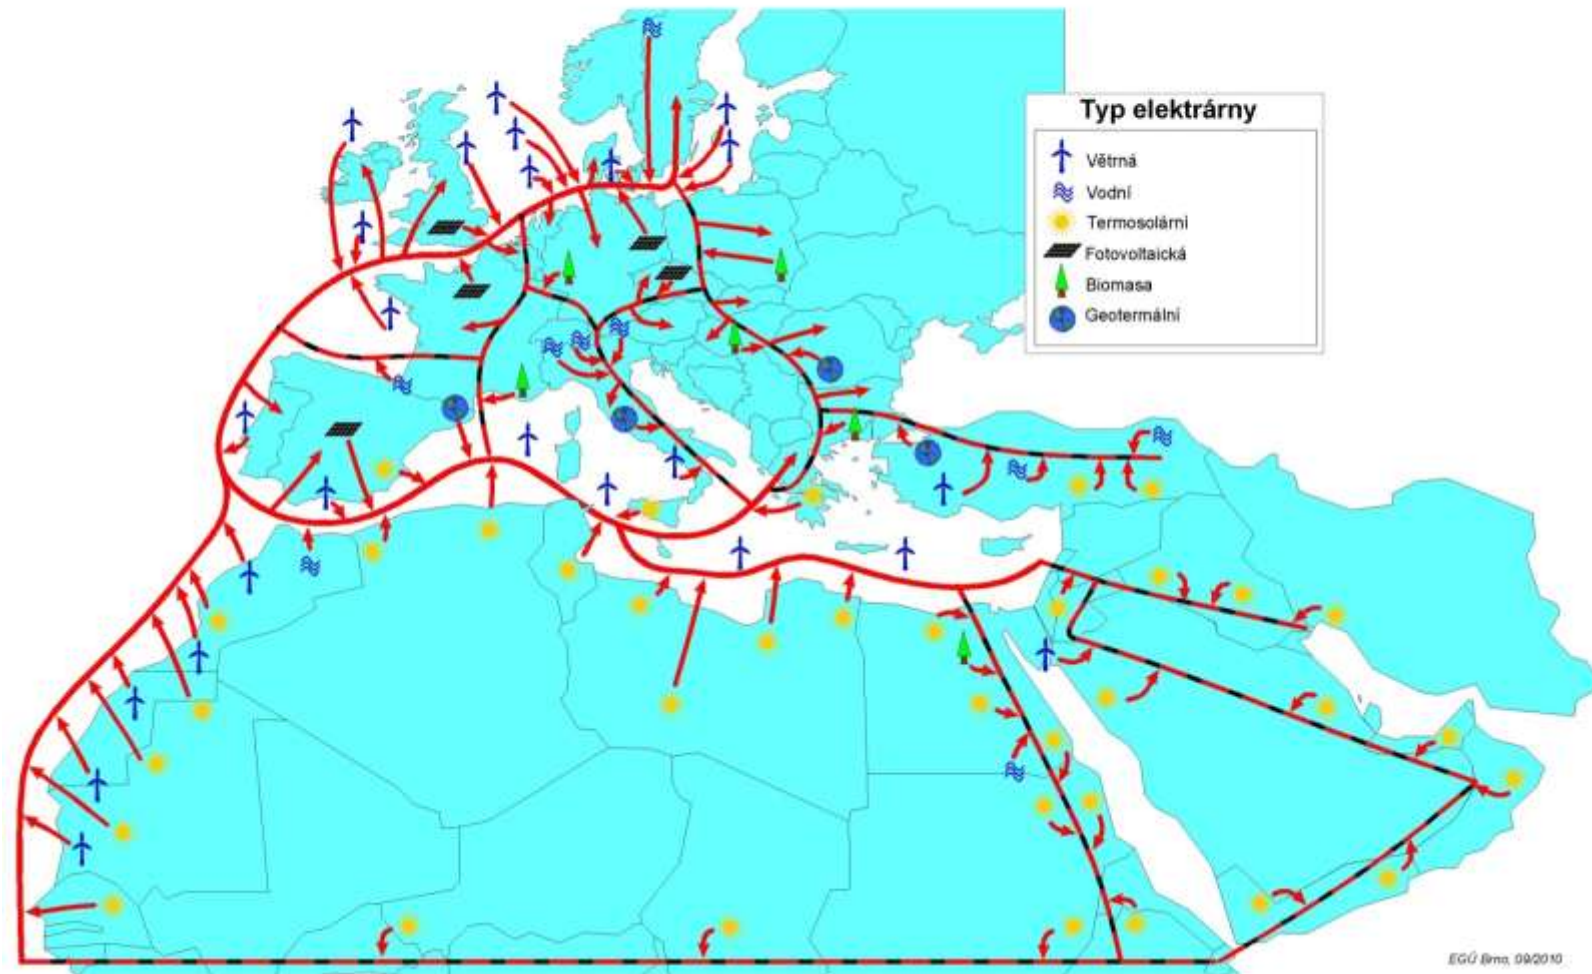 Typ elektrárny
Větrná
Vodní
Termosolární
Fotovoltaická
Biomasa
Geotermální
EGÚ Brno, 09/2010